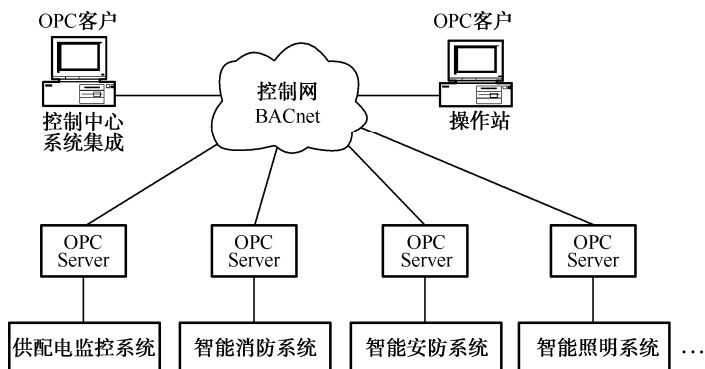 OPC客户
OPC客户
控制网
BACnet
控制中心
系统集成
操作站
OPC
Server
OPC
Server
OPC
Server
OPC
Server
供配电监控系统
智能消防系统
智能安防系统
智能照明系统
…